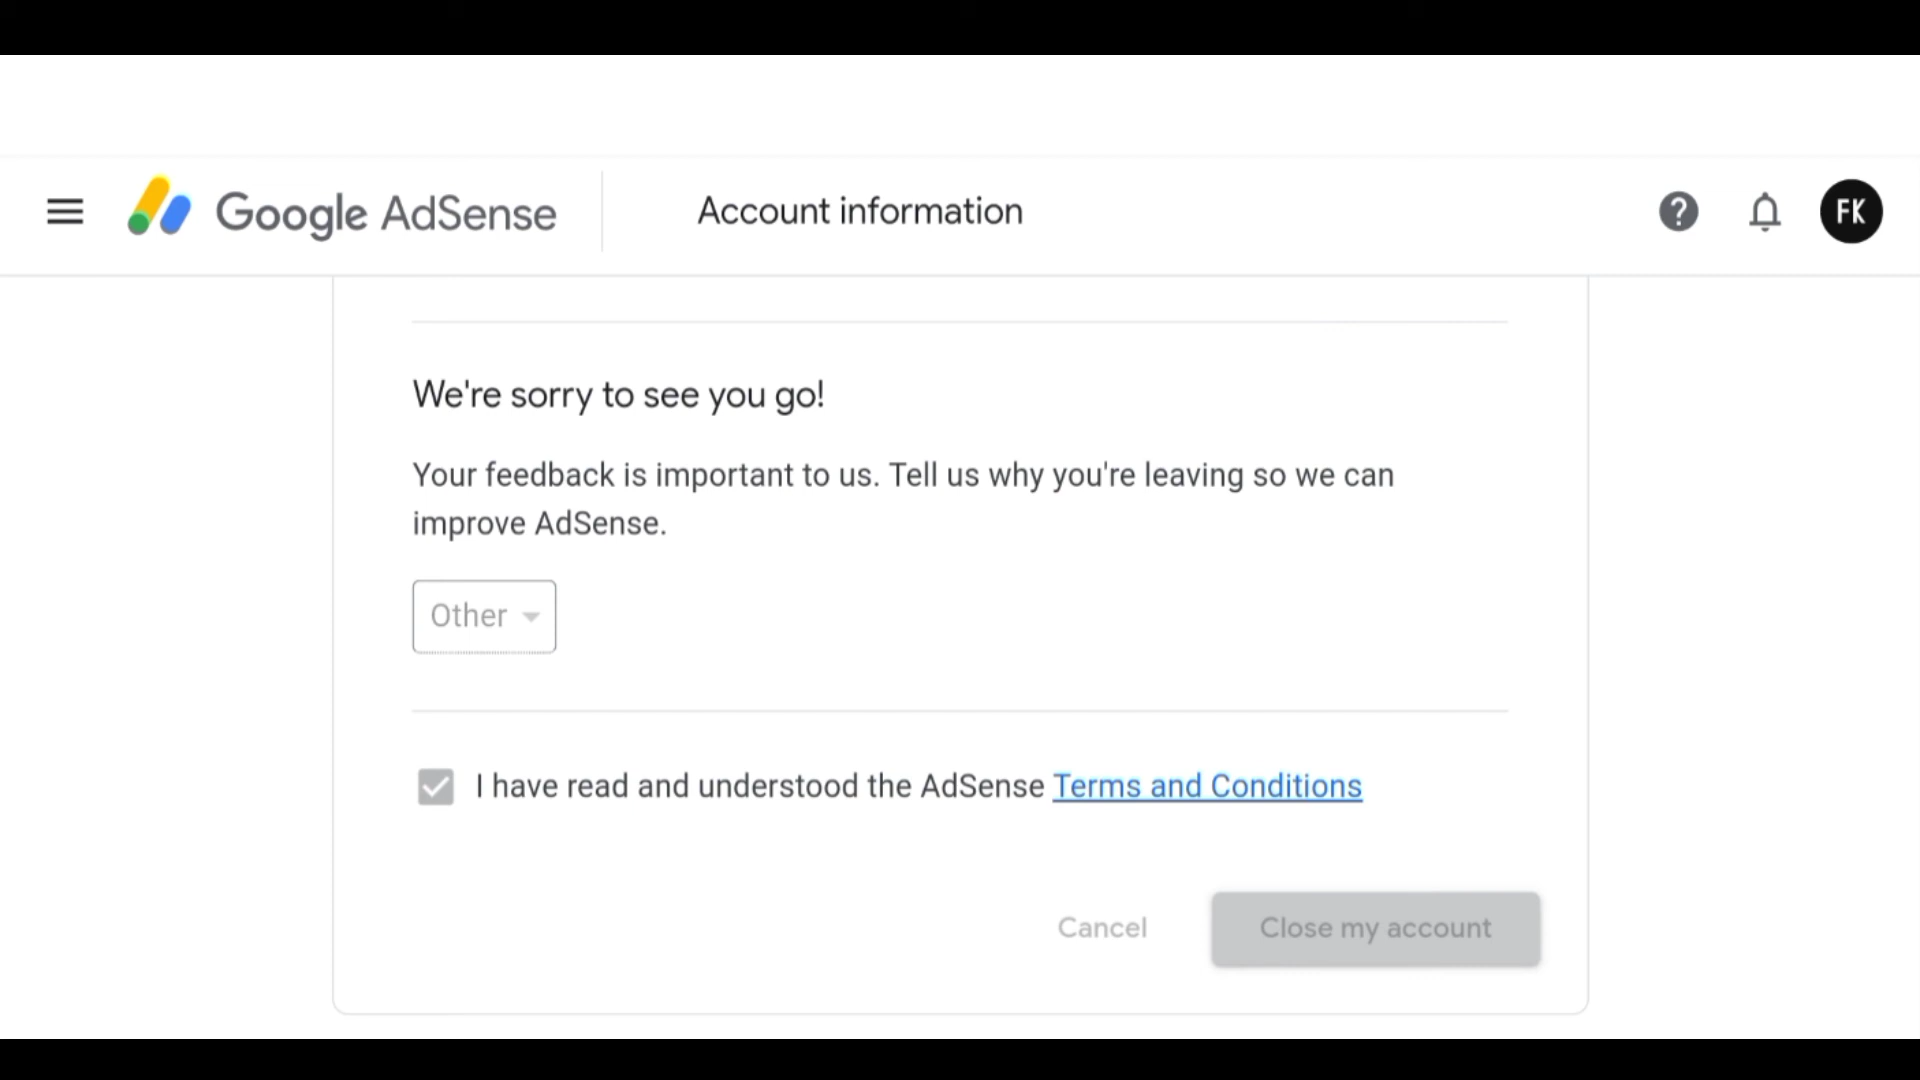 Google AdSense
Account information
?
FK
We're sorry to see you go!
Your feedback is important to us. Tell us why you're leaving so we can
improve AdSense.
Other
I have read and understood the AdSense Terms and Conditions
Cancel
Close my account